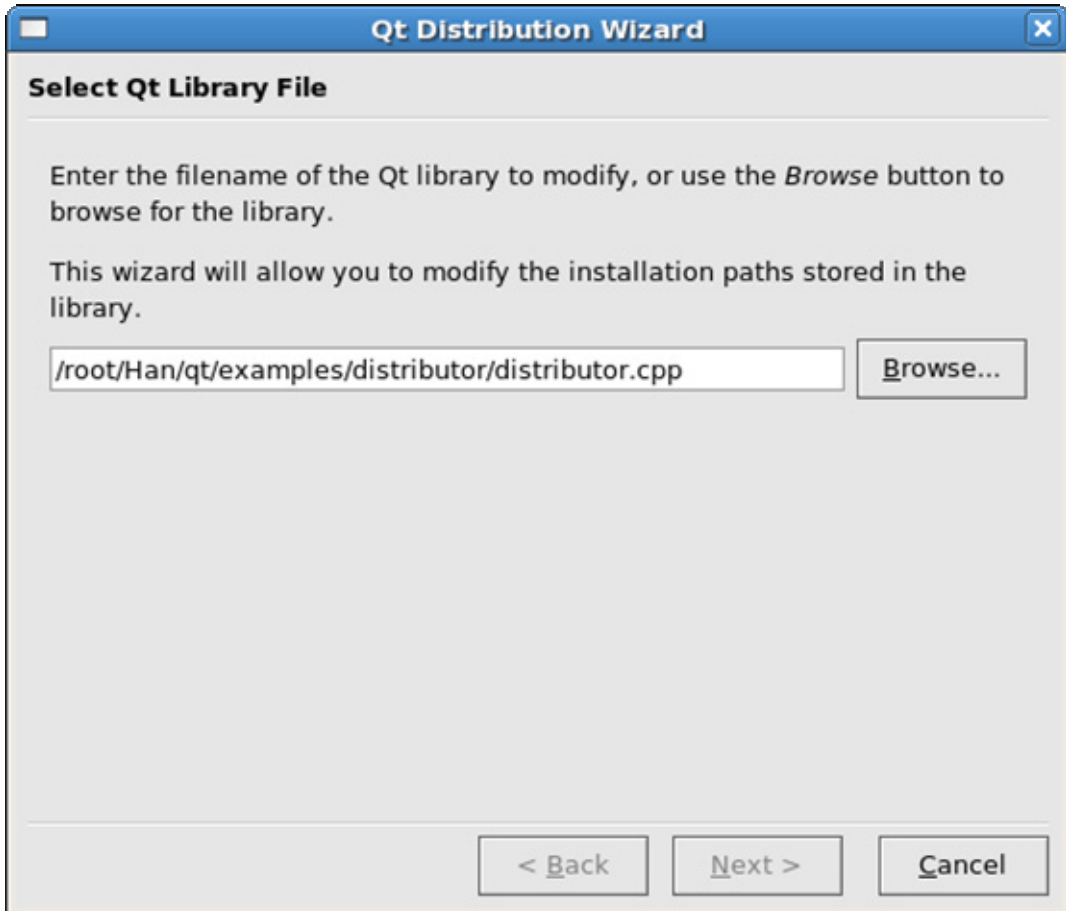 Qt Distribution Wizard
Select Qt Library File
Enter the filename of the Qt library to modify, or use the Browse button to
browse for the library.
This wizard will allow you to modify the installation paths stored in the
library.
/root/Han/qt/examples/distributor/distributor.cpp
Browse...
< Back
Next >
Cancel